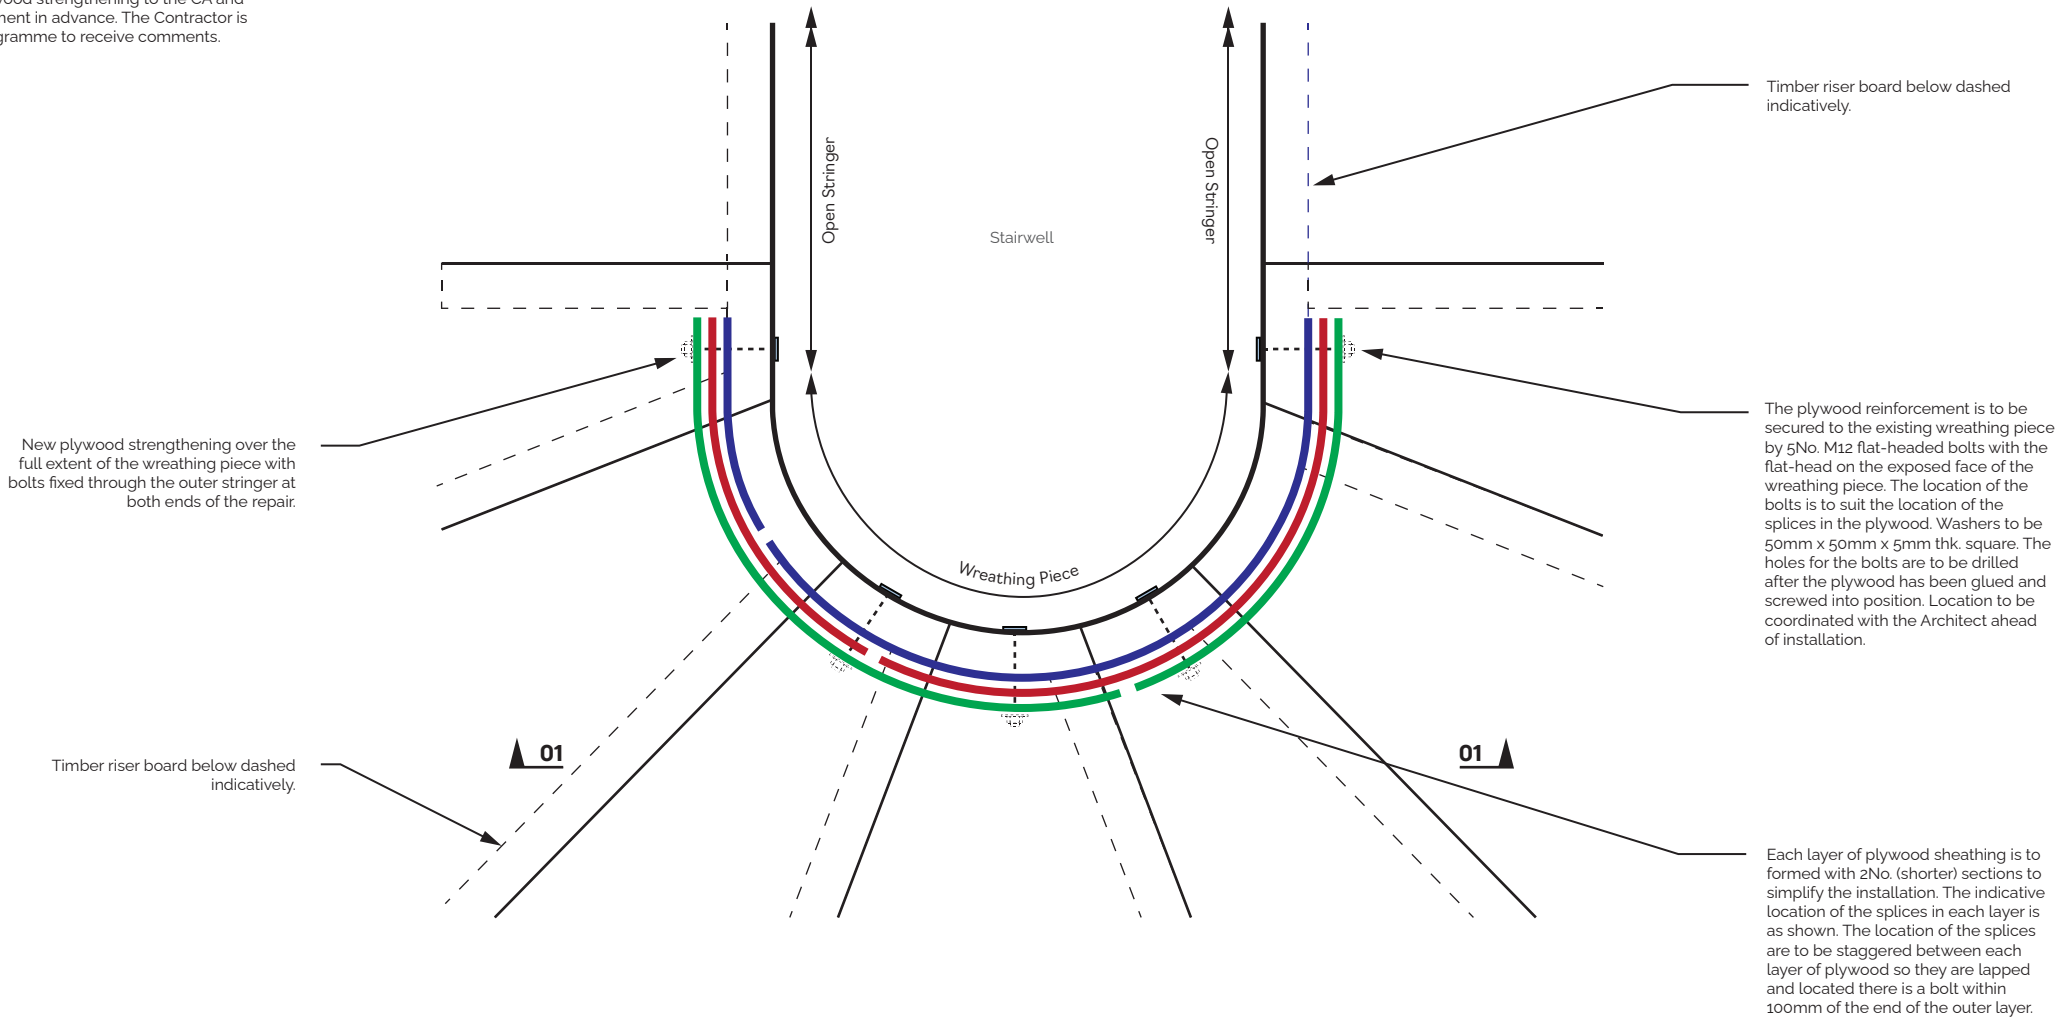 strengthening to the CA and
in advance. The Contractor is
to receive comments.
Open Stringer
Open Stringer
Stairwell
Timber riser board below dashed
indicatively.
New plywood strengthening over the
full extent of the wreathing piece with
bolts fixed through the outer stringer at
both ends of the repair.
The plywood reinforcement is to be
secured to the existing wreathing piece
by 5No. M12 flat-headed bolts with the
flat-head on the exposed face of the
wreathing piece. The location of the
bolts is to suit the location of the
splices in the plywood. Washers to be
50mm x 50mm x 5mm thk. square. The
holes for the bolts are to be drilled
after the plywood has been glued and
screwed into position. Location to be
coordinated with the Architect ahead
of installation.
Wreathing Piece
Timber riser board below dashed
indicatively.
01
01
Each layer of plywood sheathing is to
formed with 2No. (shorter) sections to
simplify the installation. The indicative
location of the splices in each layer is
as shown. The location of the splices
are to be staggered between each
layer of plywood so they are lapped
and located there is a bolt within
100mm of the end of the outer layer.